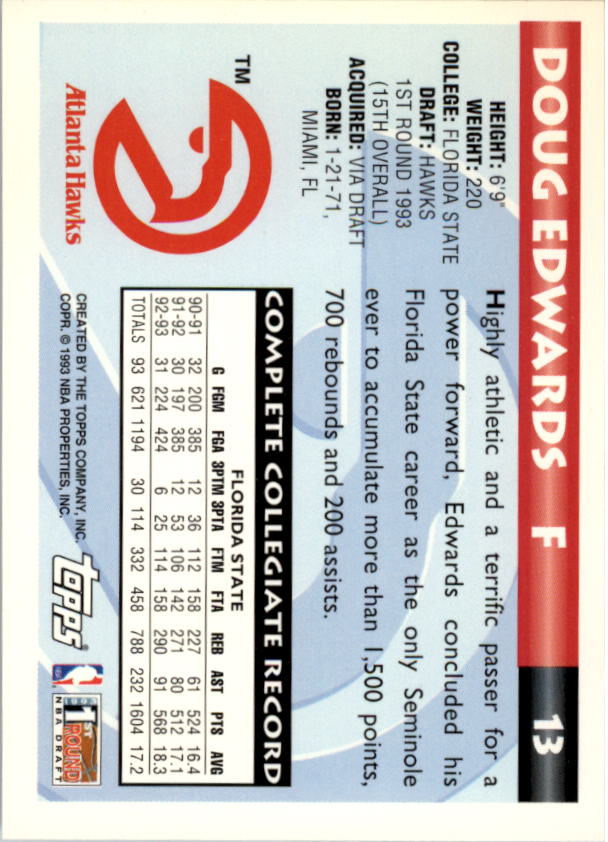 DOUG EDWARDS F 13
HEIGHT: 6'9"
WEIGHT: 220
COLLEGE: FLORIDA STATE
DRAFT: HAWKS
1ST ROUND 1993
(15TH OVERALL)
ACQUIRED: VIA DRAFT
BORN: 1-21-71,
MIAMI, FL
TM
Atlanta Hawks
Highly athletic and a terrific passer for a
power forward, Edwards concluded his
Florida State career as the only Seminole
ever to accumulate more than 1,500 points,
700 rebounds and 200 assists.
COMPLETE COLLEGIATE RECORD
FLORIDA STATE
G FGM FGA 3PTM 3PTA FTM FTA REB AST PTS AVG
90-91 32 200 385 12 36 112 158 227 61 524 16.4
91-92 30 197 385 12 53 106 142 271 80 512 17.1
92-93 31 224 424 6 25 114 158 290 91 568 18.3
TOTALS 93 621 1194 30 114 332 458 788 232 1604 17.2
CREATED BY THE TOPPS COMPANY, INC.
COPR. © 1993 NBA PROPERTIES, INC.
topps®
NBA
1ST
ROUND
NBA DRAFT